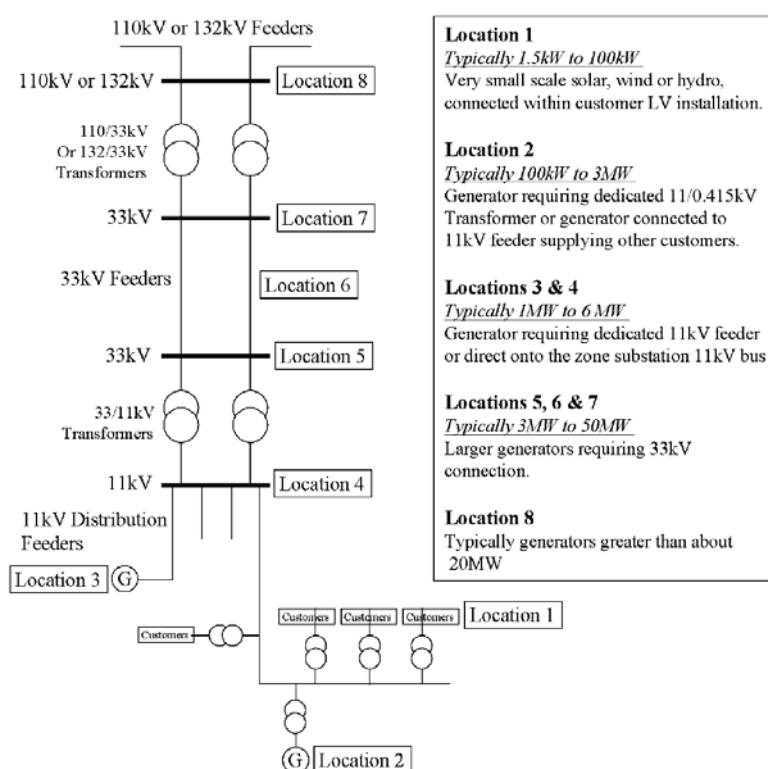 110kV or 132kV Feeders
110kV or 132kV
Location 8
110/33kV
Or 132/33kV
Transformers
33kV
Location 7
33kV Feeders
Location 6
33kV
Location 5
33/11kV
Transformers
11kV
Location 4
11kV Distribution
Feeders
Location 3
G
Customers
Customers
Customers
Customers
Location 1
G
Location 2
Location 1
Typically 1.5kW to 100kW
Very small scale solar, wind or hydro,
connected within customer LV installation.
Location 2
Typically 100kW to 3MW
Generator requiring dedicated 11/0.415kV
Transformer or generator connected to
11kV feeder supplying other customers.
Locations 3 & 4
Typically 1MW to 6 MW
Generator requiring dedicated 11kV feeder
or direct onto the zone substation 11kV bus
Locations 5, 6 & 7
Typically 3MW to 50MW
Larger generators requiring 33kV
connection.
Location 8
Typically generators greater than about
20MW